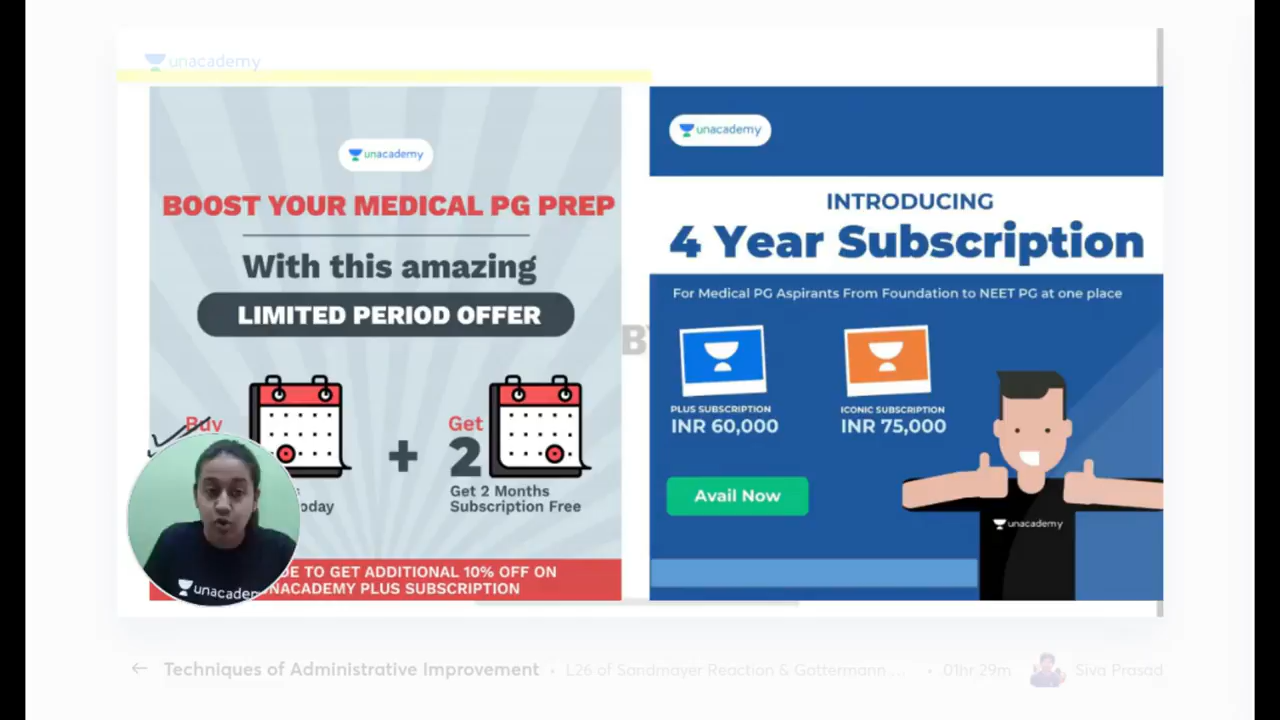 unacademy
unacademy
BOOST YOUR MEDICAL PG PREP
With this amazing
LIMITED PERIOD OFFER
Buy
Get
2
oday
Get 2 Months
Subscription Free
DE TO GET ADDITIONAL 10% OFF ON
UNACADEMY PLUS SUBSCRIPTION
unacadem
unacademy
INTRODUCING
4 Year Subscription
For Medical PG Aspirants From Foundation to NEET PG at one place
PLUS SUBSCRIPTION
INR 60,000
ICONIC SUBSCRIPTION
INR 75,000
Avail Now
unacademy
Techniques of Administrative Improvement · L26 of Sandmayer Reaction & Gattermann ... · 01hr 29m Siva Prasad